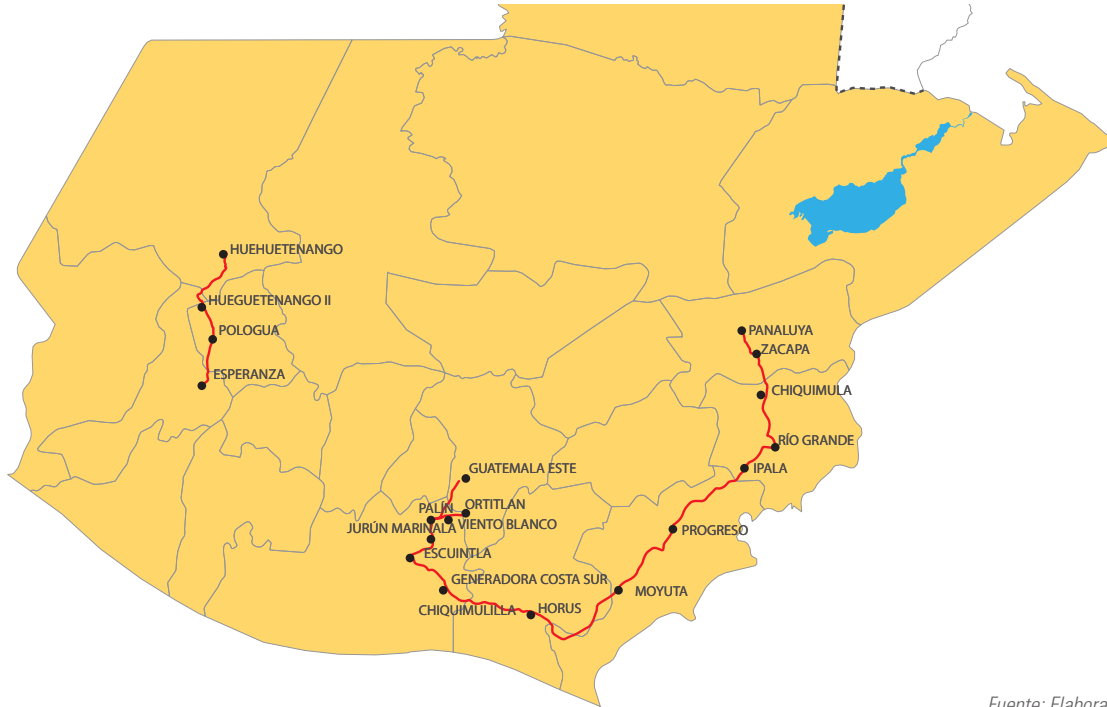 HUEHUETENANGO
HUEGUETENANGO II
POLOGUA
ESPERANZA
PANALUYA
ZACAPA
CHIQUIMULA
RÍO GRANDE
IPALA
GUATEMALA ESTE
PALÍN
ORTITLAN
JURÚN MARINALÁ
VIENTO BLANCO
PROGRESO
ESCUINTLA
GENERADORA COSTA SUR
MOYUTA
CHIQUIMULILLA
HORUS
Fuente: Elabora